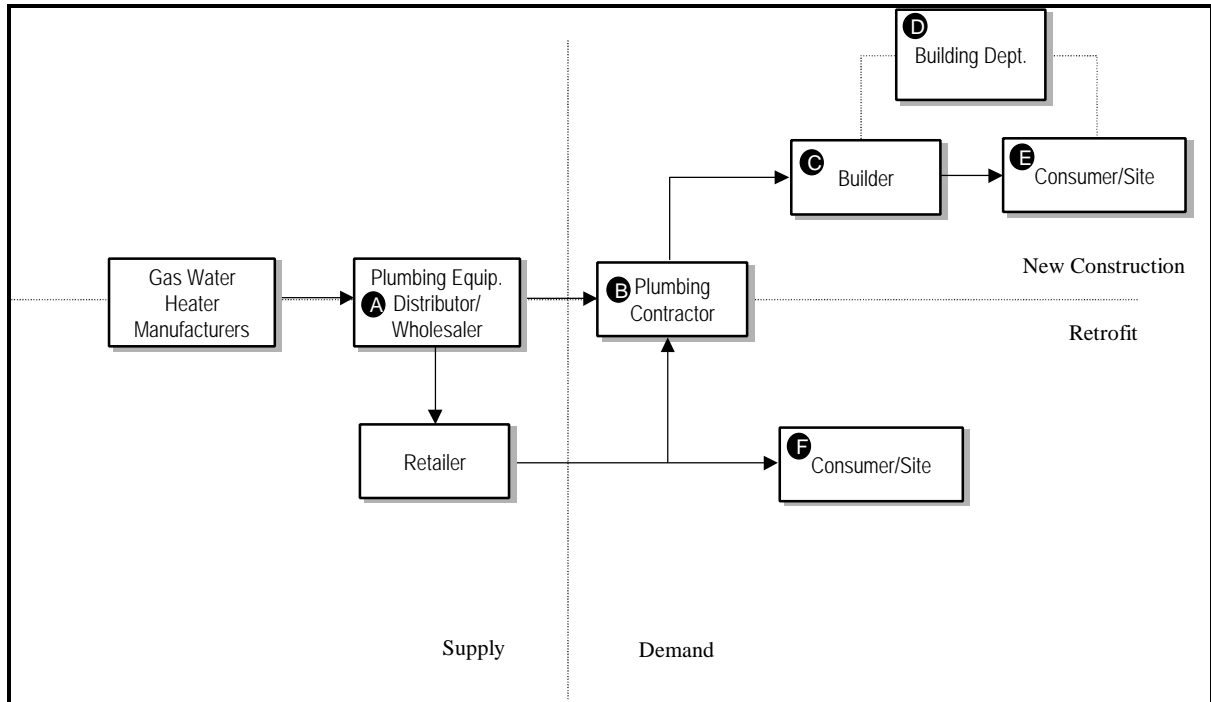 D
Building Dept.
C
Builder
E
Consumer/Site
New Construction
Gas Water
Heater
Manufacturers
Plumbing Equip.
A Distributor/
Wholesaler
B Plumbing
Contractor
Retrofit
Retailer
F
Consumer/Site
Supply
Demand